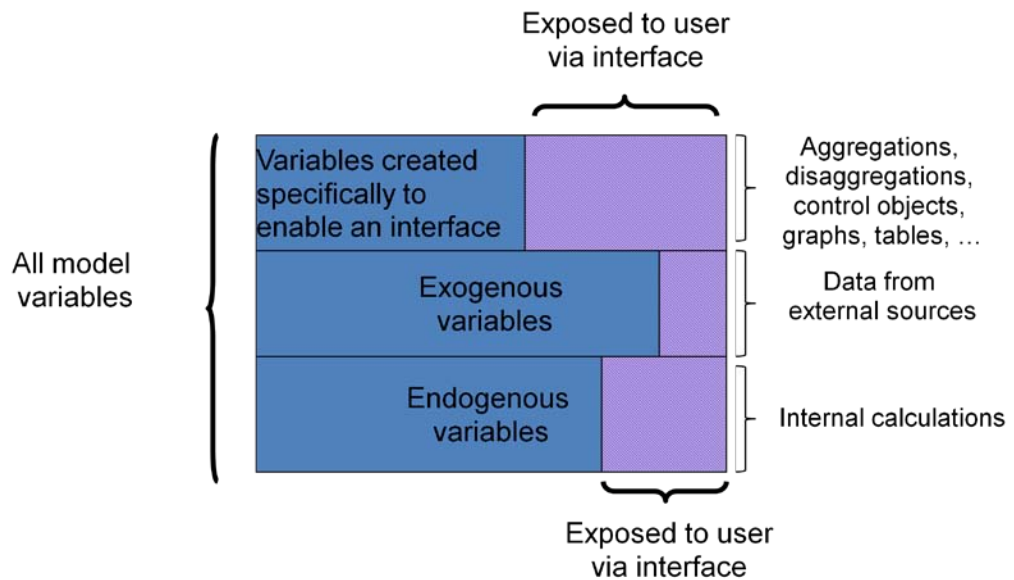 Exposed to user
via interface
Variables created
specifically to
enable an interface
Aggregations,
disaggregations,
control objects,
graphs, tables, …
All model
variables
Exogenous
variables
Data from
external sources
Endogenous
variables
Internal calculations
Exposed to user
via interface